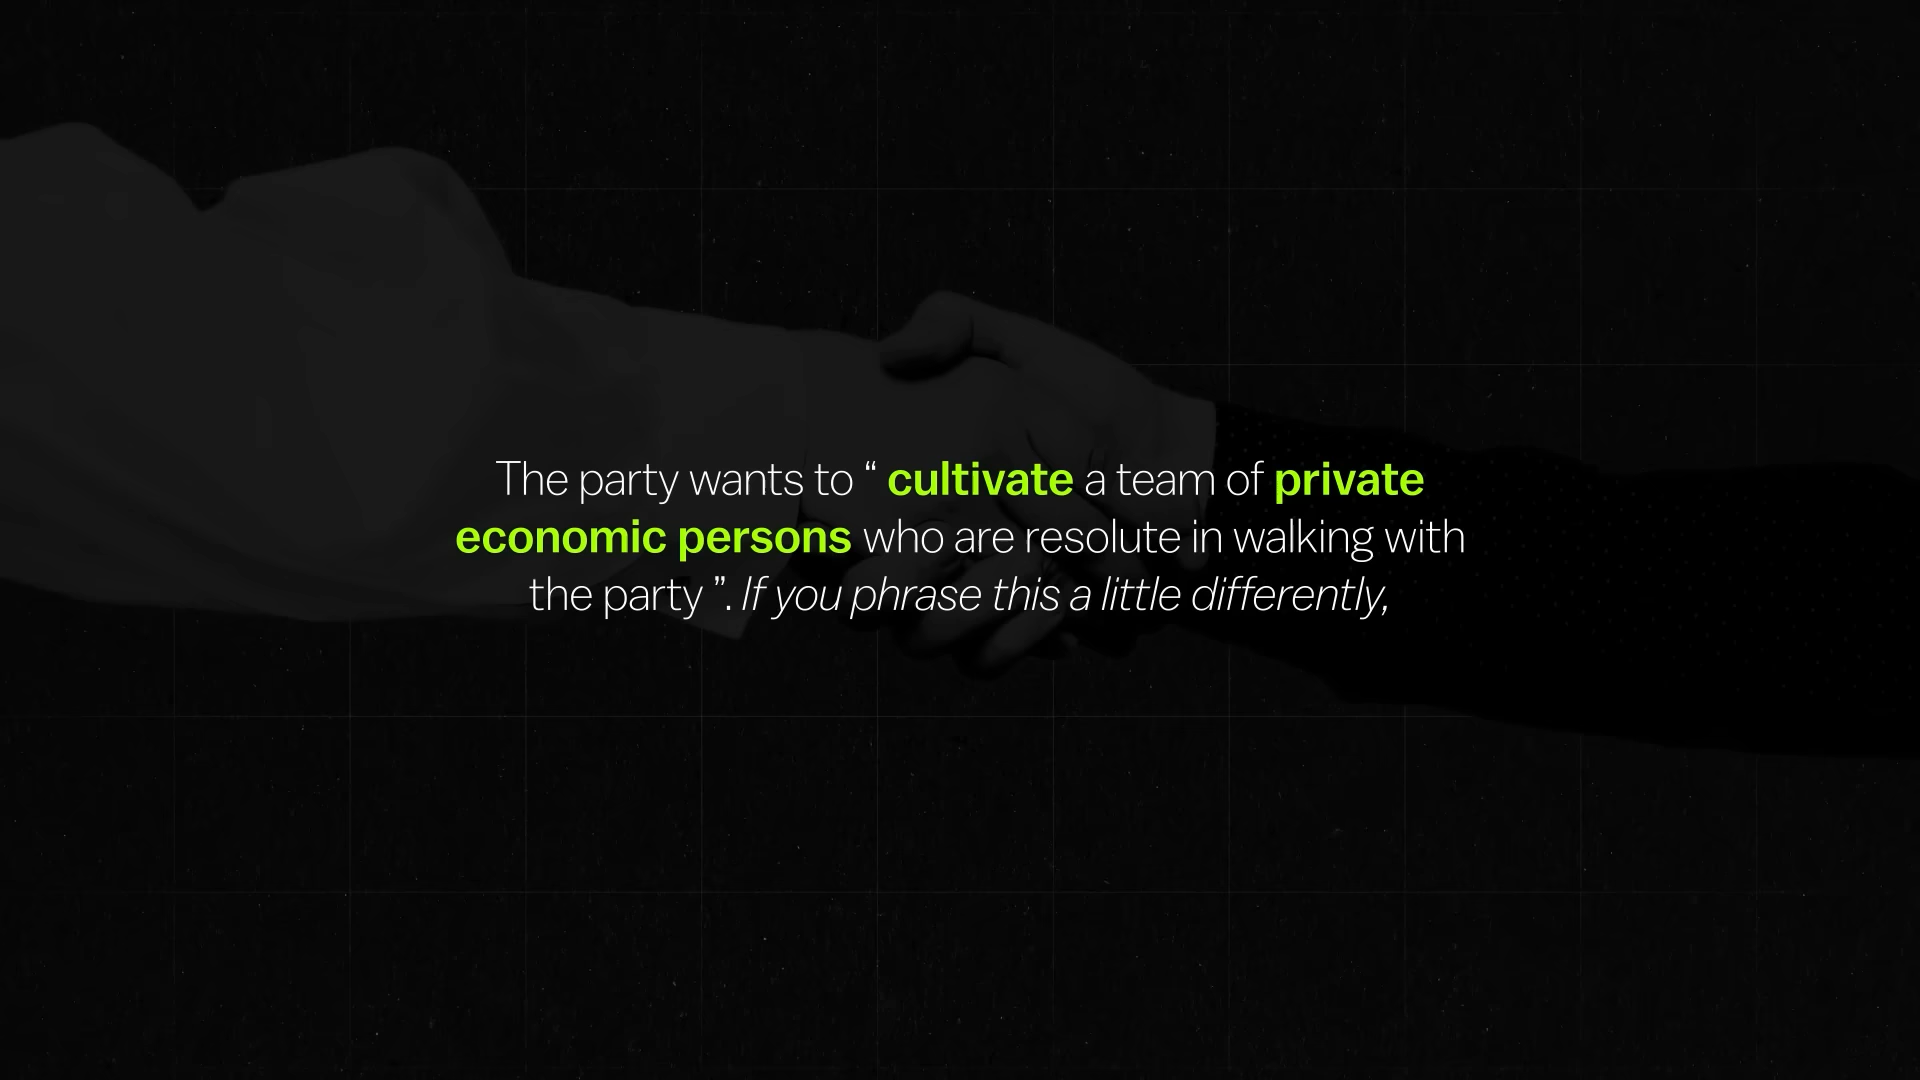 The party wants to “ cultivate a team of private
economic persons who are resolute in walking with
the party ”. If you phrase this a little differently,